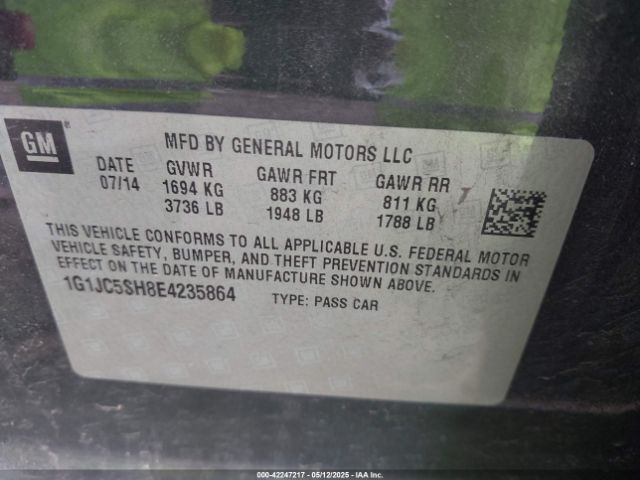 GM®
MFD BY GENERAL MOTORS LLC
DATE GVWR GAWR FRT GAWR RR
07/14 1694 KG 883 KG 811 KG
3736 LB 1948 LB 1788 LB
THIS VEHICLE CONFORMS TO ALL APPLICABLE U.S. FEDERAL MOTOR
VEHICLE SAFETY, BUMPER, AND THEFT PREVENTION STANDARDS IN
EFFECT ON THE DATE OF MANUFACTURE SHOWN ABOVE.
1G1JC5SH8E4235864 TYPE: PASS CAR
000-42247217 - 05/12/2025 - IAA Inc.